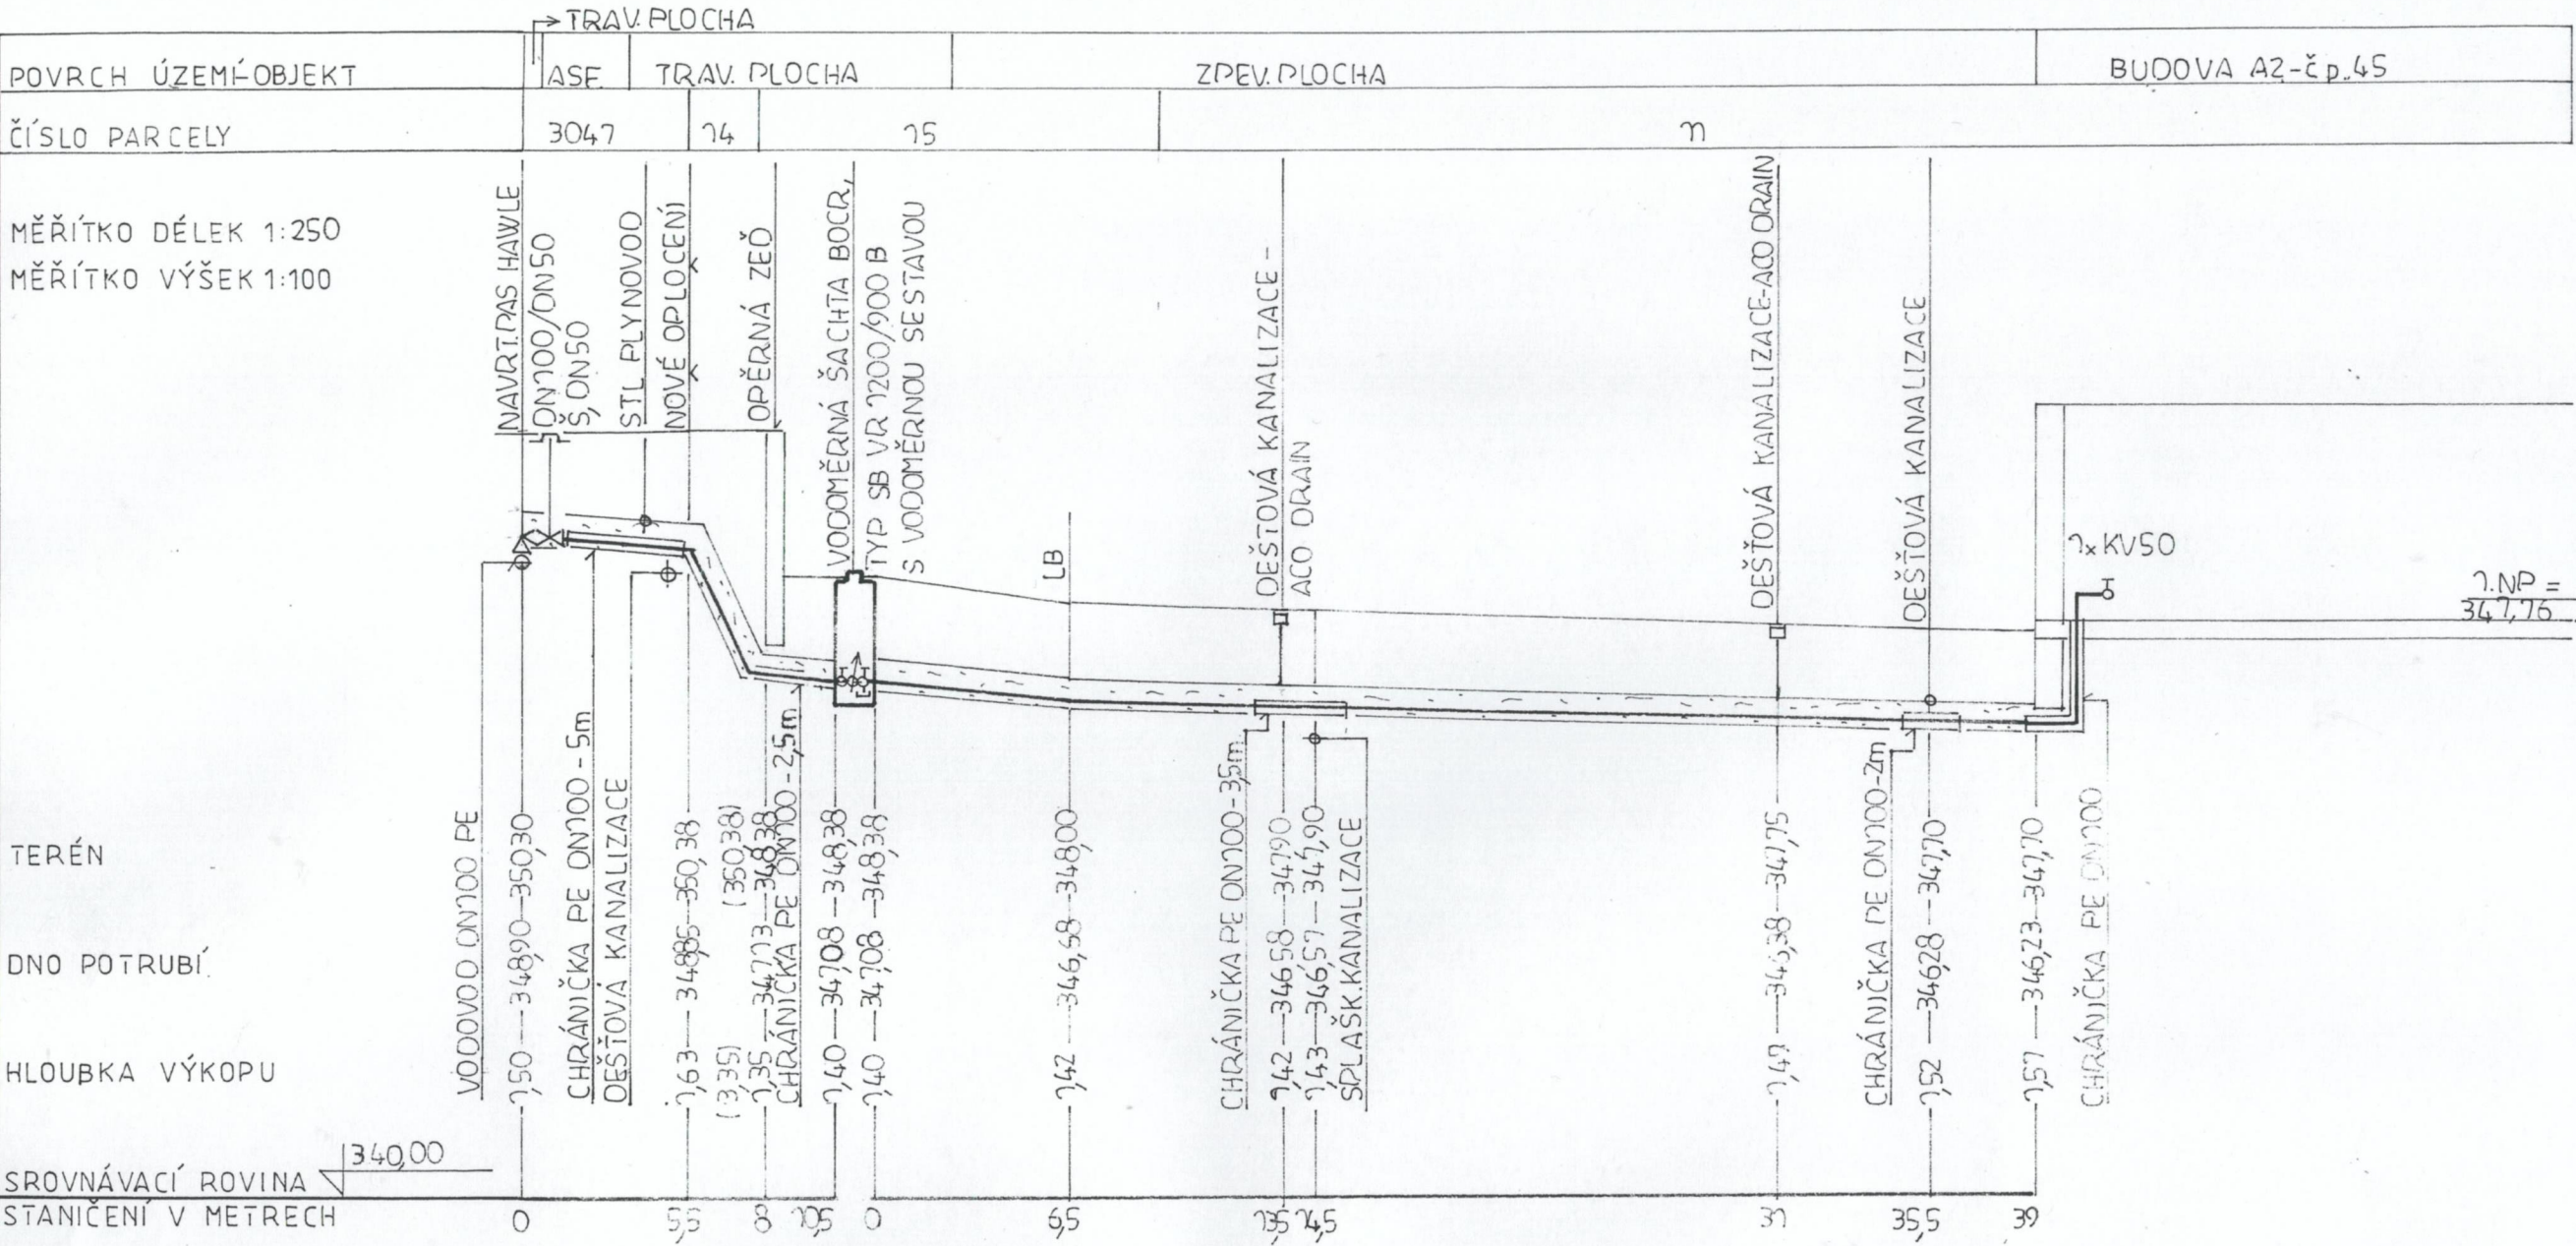 TRAV. PLOCHA
POVRCH ÚZEMÍ-OBJEKT
ASF.
TRAV. PLOCHA
ZPEV. PLOCHA
BUDOVA A2-č.p. 45
ČÍSLO PARCELY
3047
14
15
11
MĚŘÍTKO DÉLEK 1:250
MĚŘÍTKO VÝŠEK 1:100
NAVRT. PAS HAWLE
DN100/DN50
Š, DN50
STL PLYNOVOD
NOVÉ OPLOCENÍ
OPĚRNÁ ZEĎ
VODOMĚRNÁ ŠACHTA BOCR,
TYP SB VR 1200/900 B
S VODOMĚRNOU SESTAVOU
LB
DEŠŤOVÁ KANALIZACE -
ACO DRAIN
DEŠŤOVÁ KANALIZACE-ACO DRAIN
DEŠŤOVÁ KANALIZACE
1x KV50
1.NP =
347,76
TERÉN
DNO POTRUBÍ
HLOUBKA VÝKOPU
VODOVOD DN100 PE
1,50 - 348,90 - 350,30
CHRÁNIČKA PE DN100 - 5m
DEŠŤOVÁ KANALIZACE
1,63 - 348,85 - 350,38
(3,35) (350,38)
1,35 - 347,13 - 348,38
CHRÁNIČKA PE DN100 - 2,5m
1,40 - 347,08 - 348,38
1,40 - 347,08 - 348,38
1,42 - 346,68 - 348,00
CHRÁNIČKA PE DN100 - 3,5m
1,42 - 346,58 - 347,90
1,43 - 346,57 - 347,90
SPLAŠK. KANALIZACE
1,47 - 346,38 - 347,75
CHRÁNIČKA PE DN100-2m
1,52 - 346,28 - 347,70
1,57 - 346,23 - 347,70
CHRÁNIČKA PE DN100
340,00
SROVNÁVACÍ ROVINA
STANIČENÍ V METRECH
0 5,5 8 10,5 0 6,5 13,5 14,5 31 35,5 39